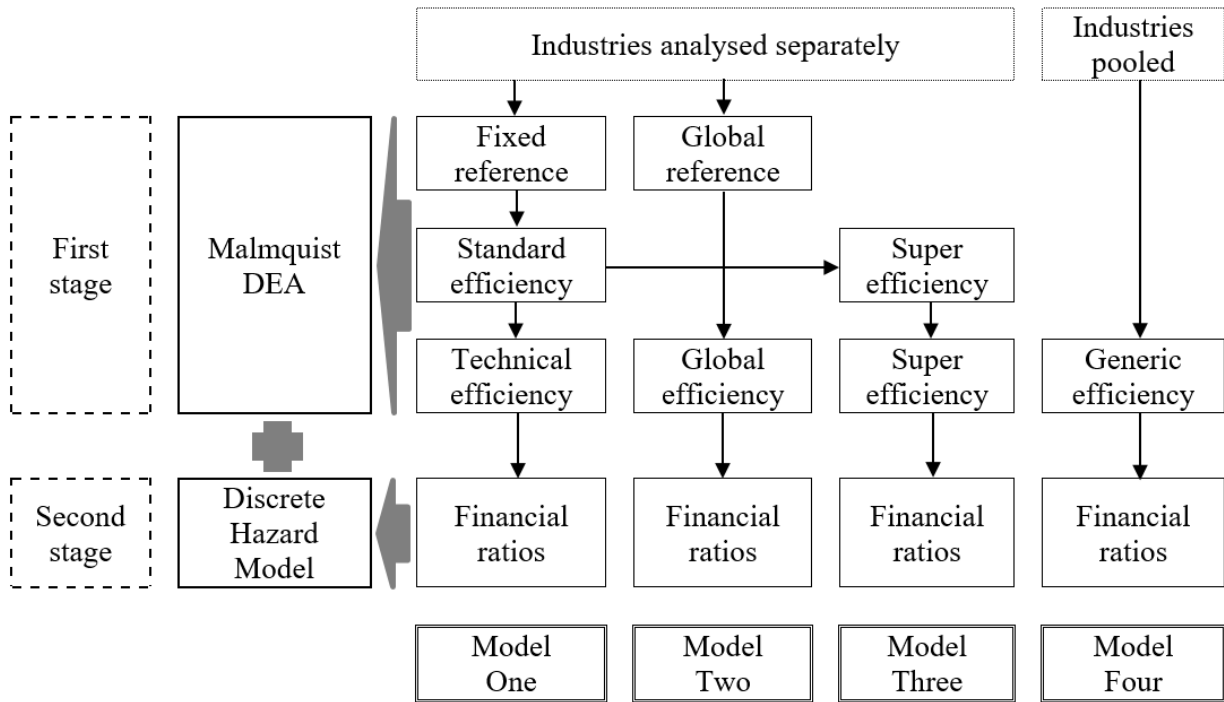 Industries analysed separately
Industries
pooled
Fixed
reference
Global
reference
First
stage
Malmquist
DEA
Standard
efficiency
Super
efficiency
Technical
efficiency
Global
efficiency
Super
efficiency
Generic
efficiency
Second
stage
Discrete
Hazard
Model
Financial
ratios
Financial
ratios
Financial
ratios
Financial
ratios
Model
One
Model
Two
Model
Three
Model
Four